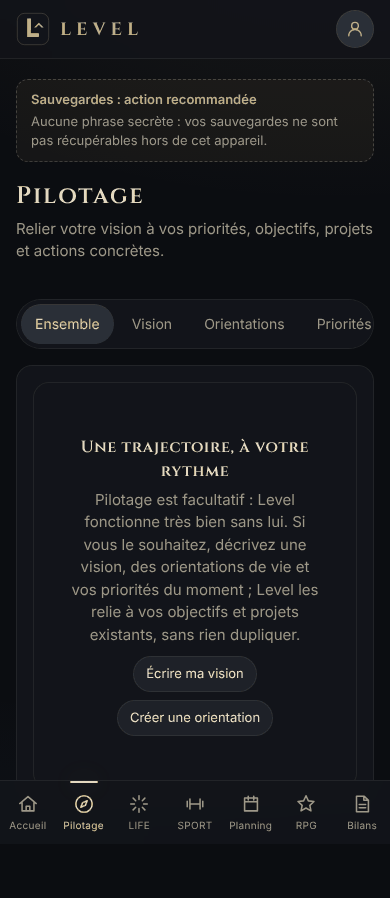 LEVEL
Sauvegardes : action recommandée
Aucune phrase secrète : vos sauvegardes ne sont
pas récupérables hors de cet appareil.
Pilotage
Relier votre vision à vos priorités, objectifs, projets
et actions concrètes.
Ensemble Vision Orientations Priorités
Une trajectoire, à votre
rythme
Pilotage est facultatif : Level
fonctionne très bien sans lui. Si
vous le souhaitez, décrivez une
vision, des orientations de vie et
vos priorités du moment ; Level les
relie à vos objectifs et projets
existants, sans rien dupliquer.
Écrire ma vision
Créer une orientation
Accueil Pilotage LIFE SPORT Planning RPG Bilans